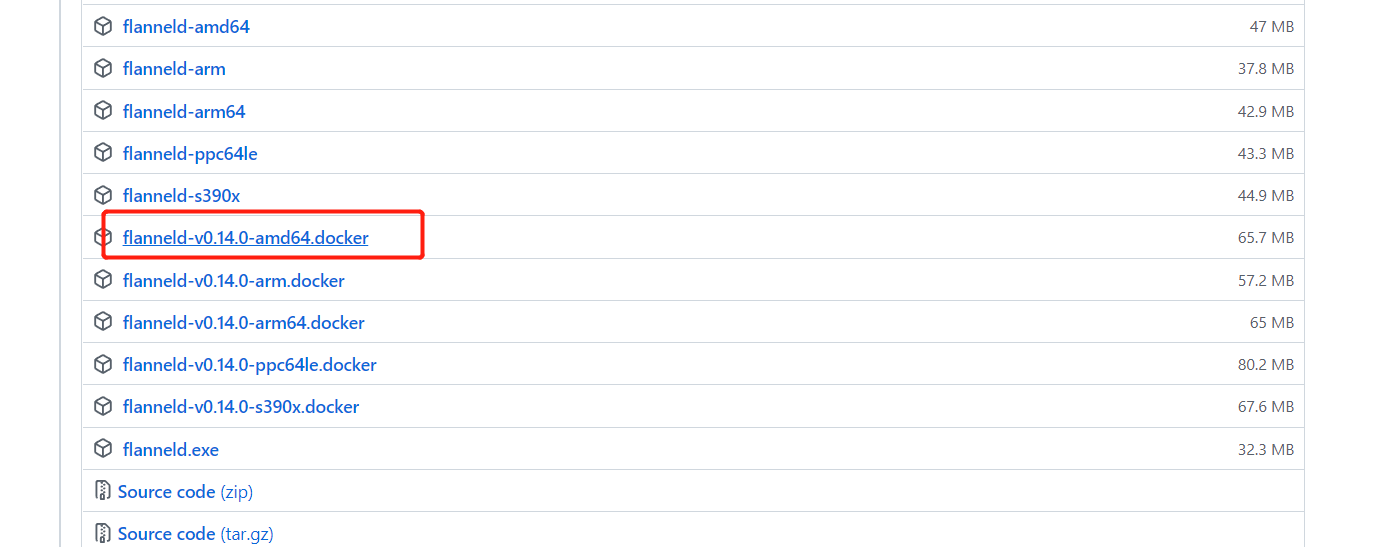 flanneld-amd64 47 MB
flanneld-arm 37.8 MB
flanneld-arm64 42.9 MB
flanneld-ppc64le 43.3 MB
flanneld-s390x 44.9 MB
flanneld-v0.14.0-amd64.docker 65.7 MB
flanneld-v0.14.0-arm.docker 57.2 MB
flanneld-v0.14.0-arm64.docker 65 MB
flanneld-v0.14.0-ppc64le.docker 80.2 MB
flanneld-v0.14.0-s390x.docker 67.6 MB
flanneld.exe 32.3 MB
Source code (zip)
Source code (tar.gz)